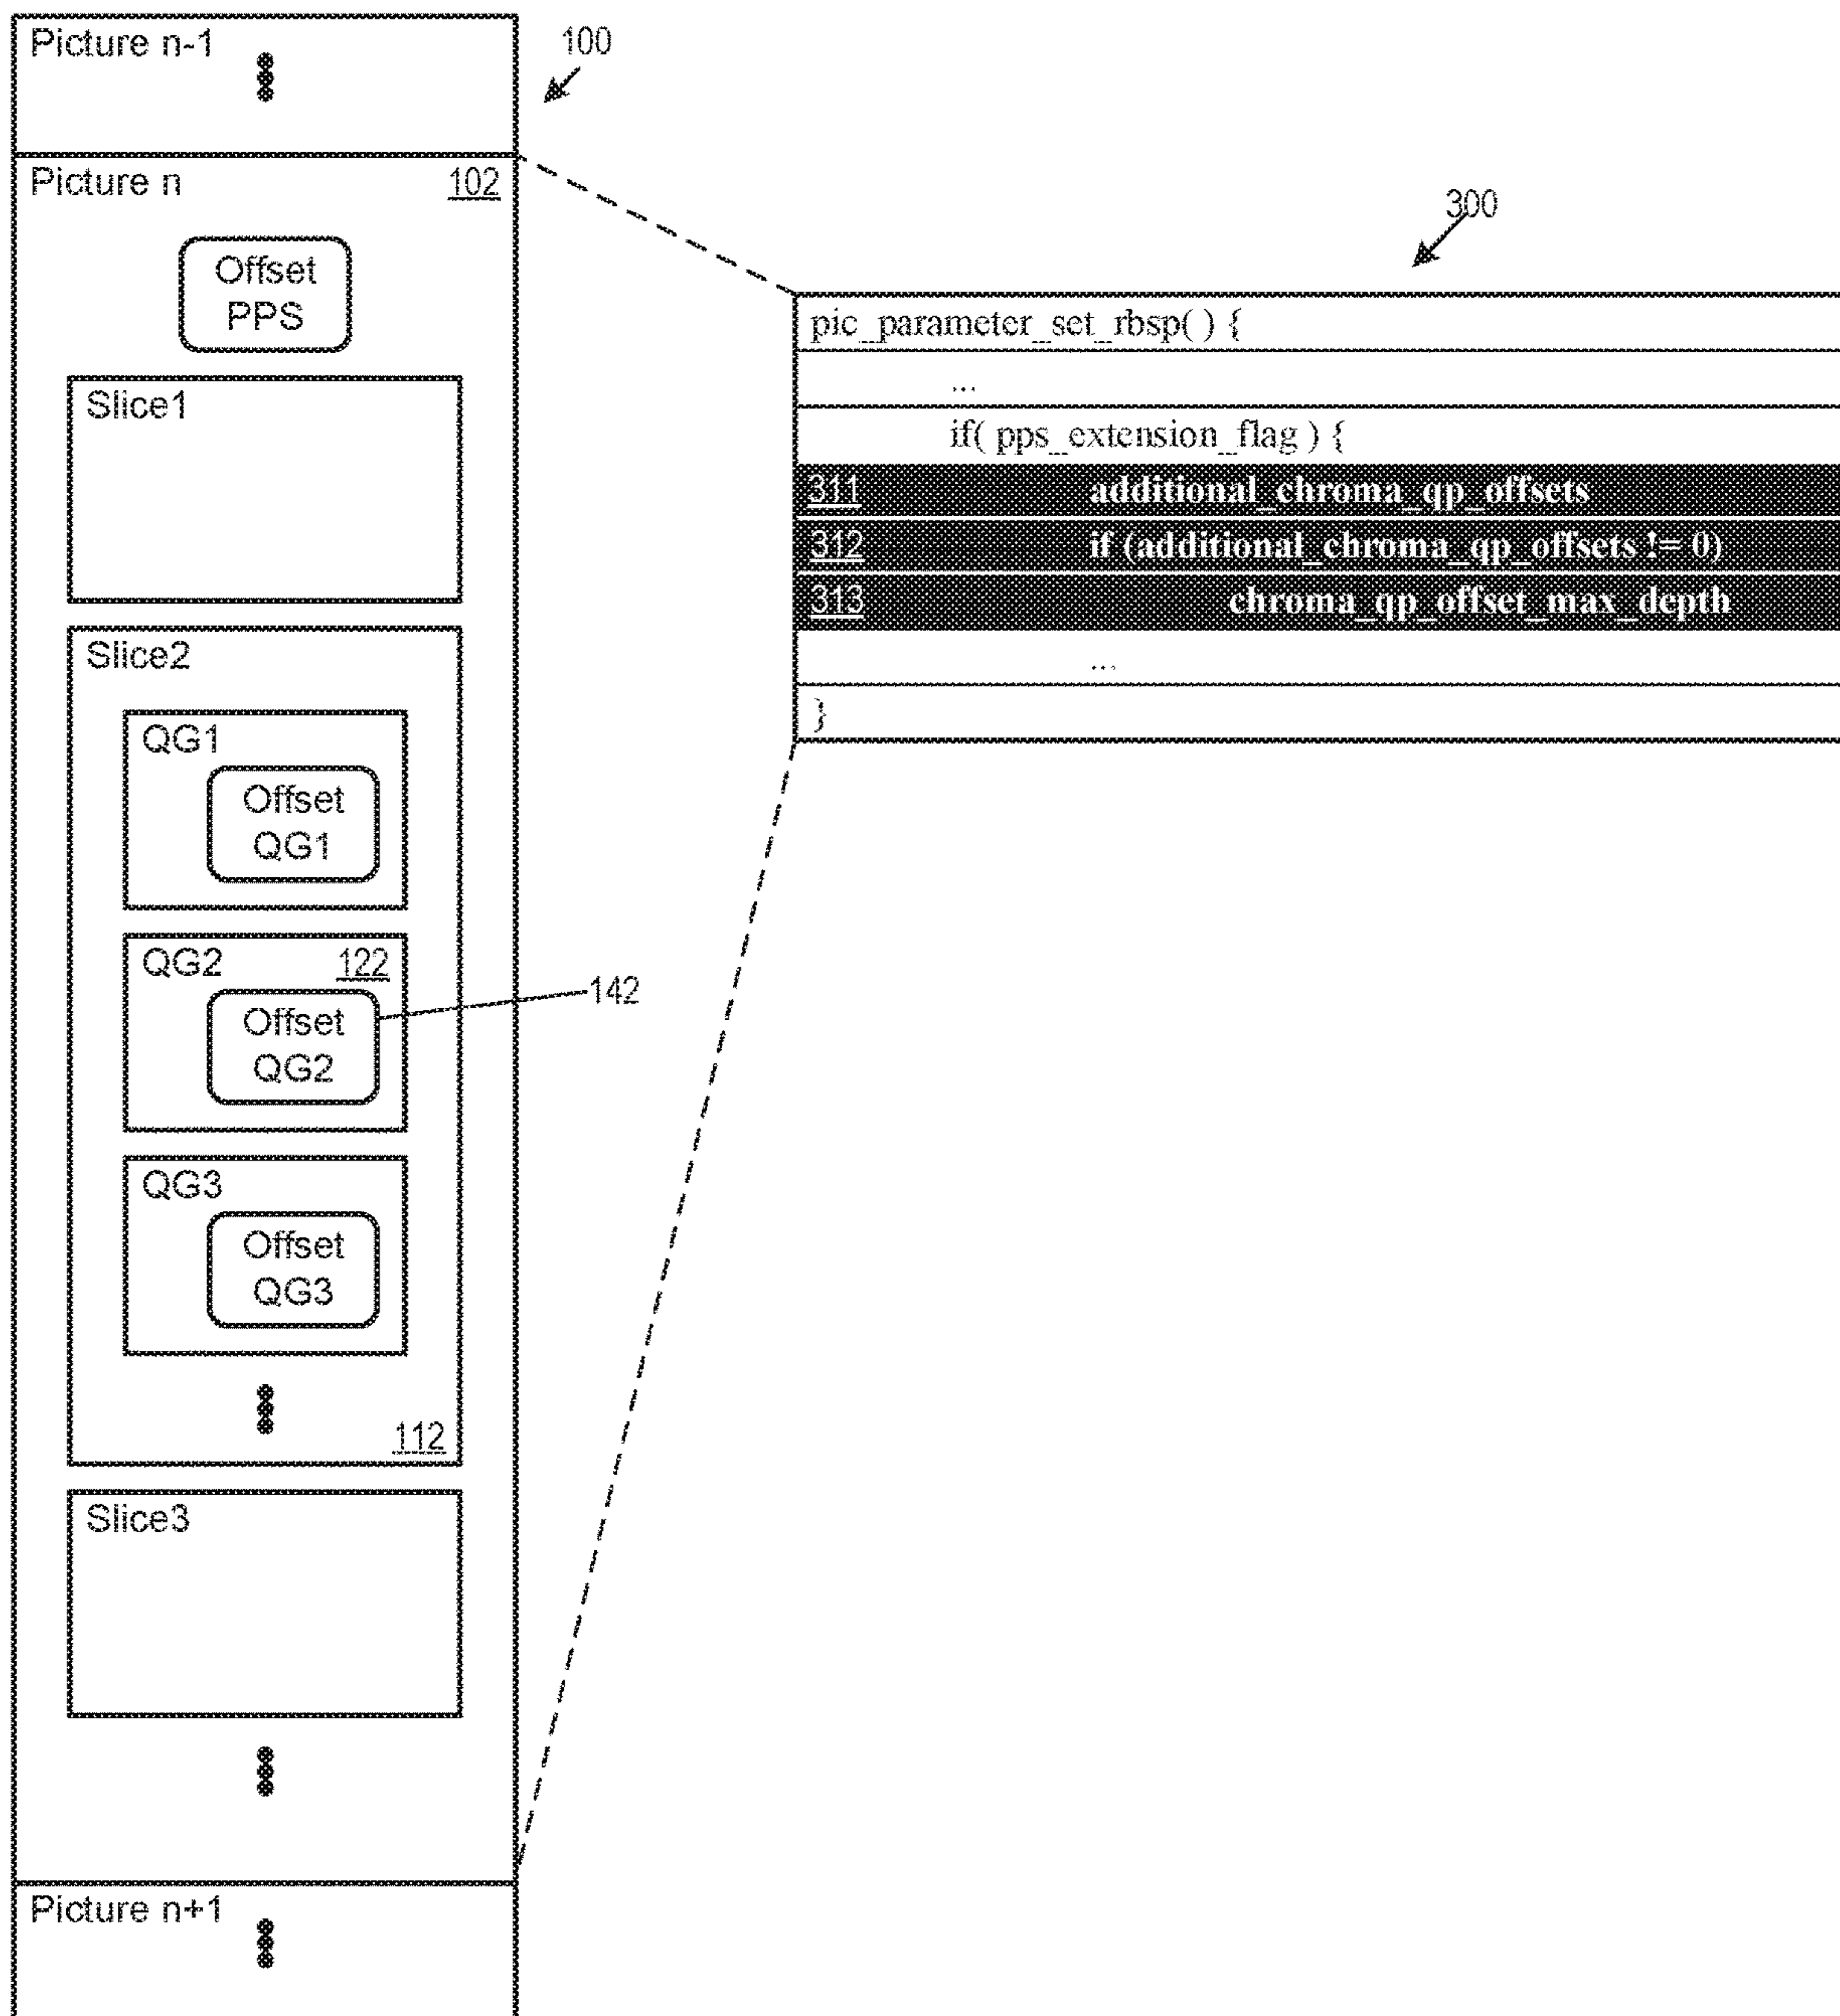 Picture n-1
100
Picture n
102
Offset
PPS
Slice1
Slice2
QG1
Offset
QG1
QG2
122
Offset
QG2
142
QG3
Offset
QG3
112
Slice3
Picture n+1
300
pic_parameter_set_rbsp( ) {
...
if( pps_extension_flag ) {
311 additional_chroma_qp_offsets
312 if (additional_chroma_qp_offsets != 0)
313 chroma_qp_offset_max_depth
...
}